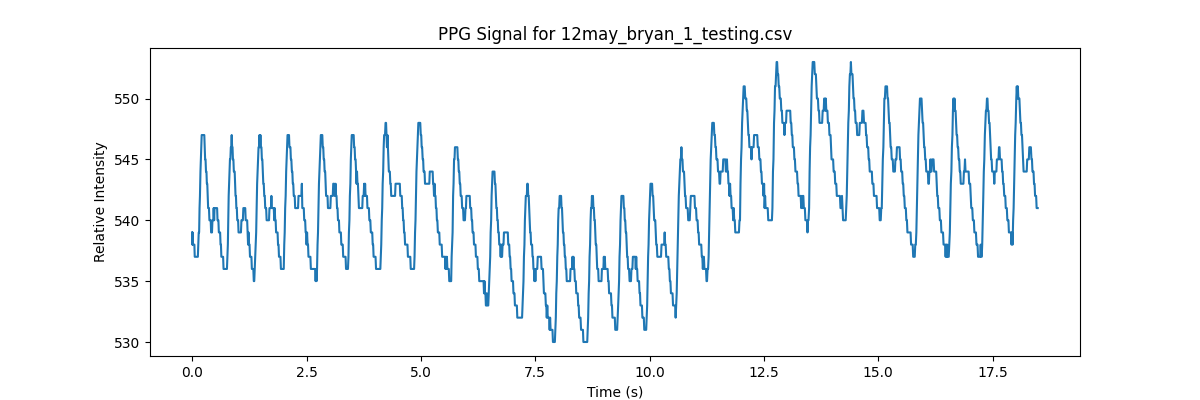 PPG Signal for 12may_bryan_1_testing.csv
Relative Intensity
550
545
540
535
530
0.0 2.5 5.0 7.5 10.0 12.5 15.0 17.5
Time (s)